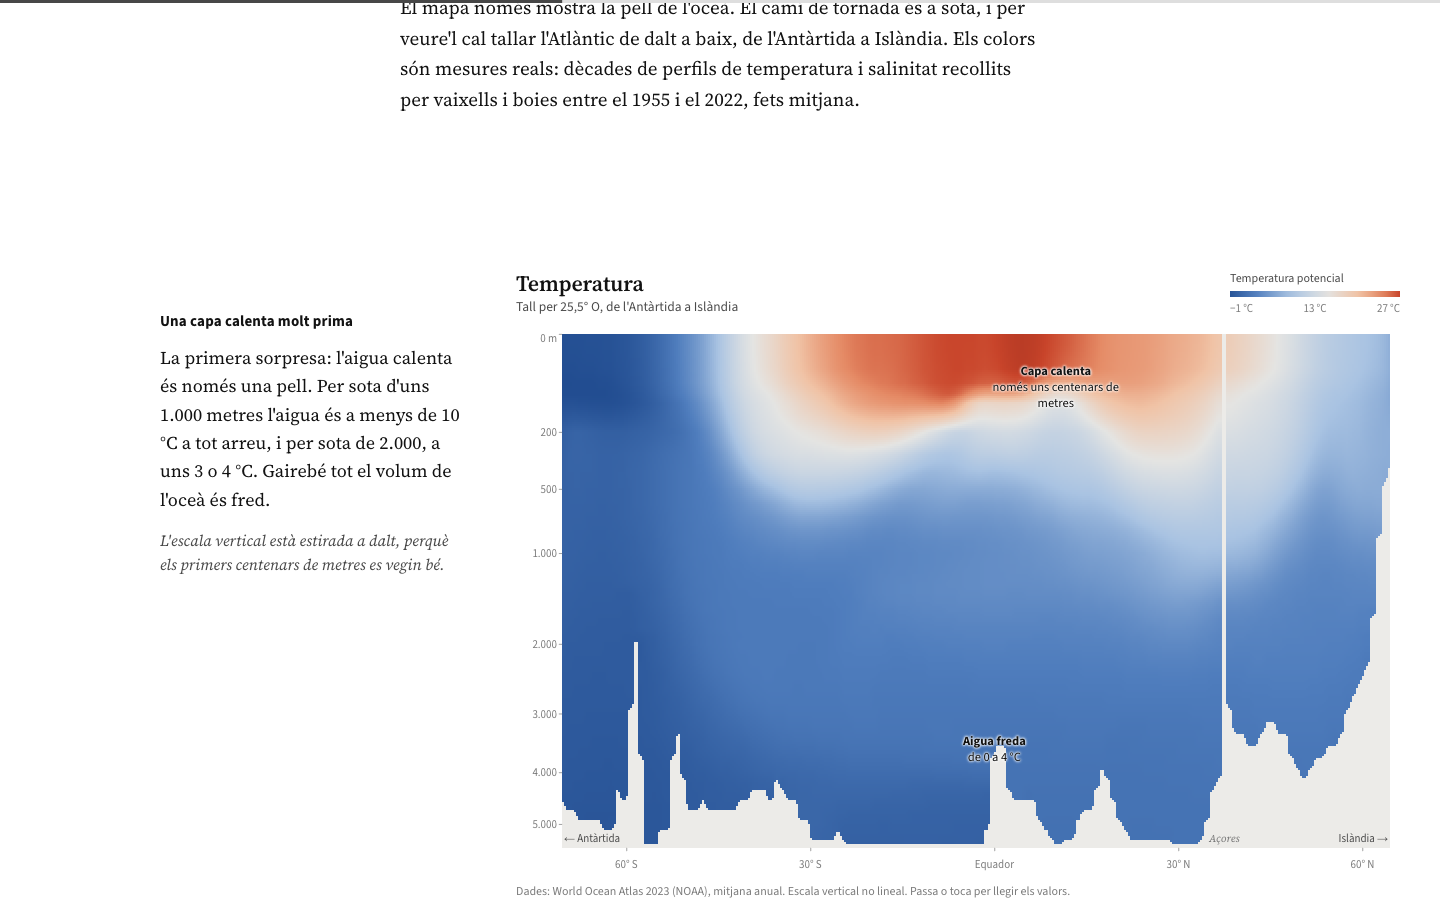 El mapa només mostra la pell de l'oceà. El camí de tornada és a sota, i per
veure'l cal tallar l'Atlàntic de dalt a baix, de l'Antàrtida a Islàndia. Els colors
són mesures reals: dècades de perfils de temperatura i salinitat recollits
per vaixells i boies entre el 1955 i el 2022, fets mitjana.
Una capa calenta molt prima
La primera sorpresa: l'aigua calenta
és només una pell. Per sota d'uns
1.000 metres l'aigua és a menys de 10
°C a tot arreu, i per sota de 2.000, a
uns 3 o 4 °C. Gairebé tot el volum de
l'oceà és fred.
L'escala vertical està estirada a dalt, perquè
els primers centenars de metres es vegin bé.
Temperatura
Tall per 25,5° O, de l'Antàrtida a Islàndia
Temperatura potencial
−1 °C 13 °C 27 °C
0 m
200
500
1.000
2.000
3.000
4.000
5.000
Capa calenta
només uns centenars de
metres
Aigua freda
de 0 a 4 °C
← Antàrtida
Açores
Islàndia →
60° S 30° S Equador 30° N 60° N
Dades: World Ocean Atlas 2023 (NOAA), mitjana anual. Escala vertical no lineal. Passa o toca per llegir els valors.